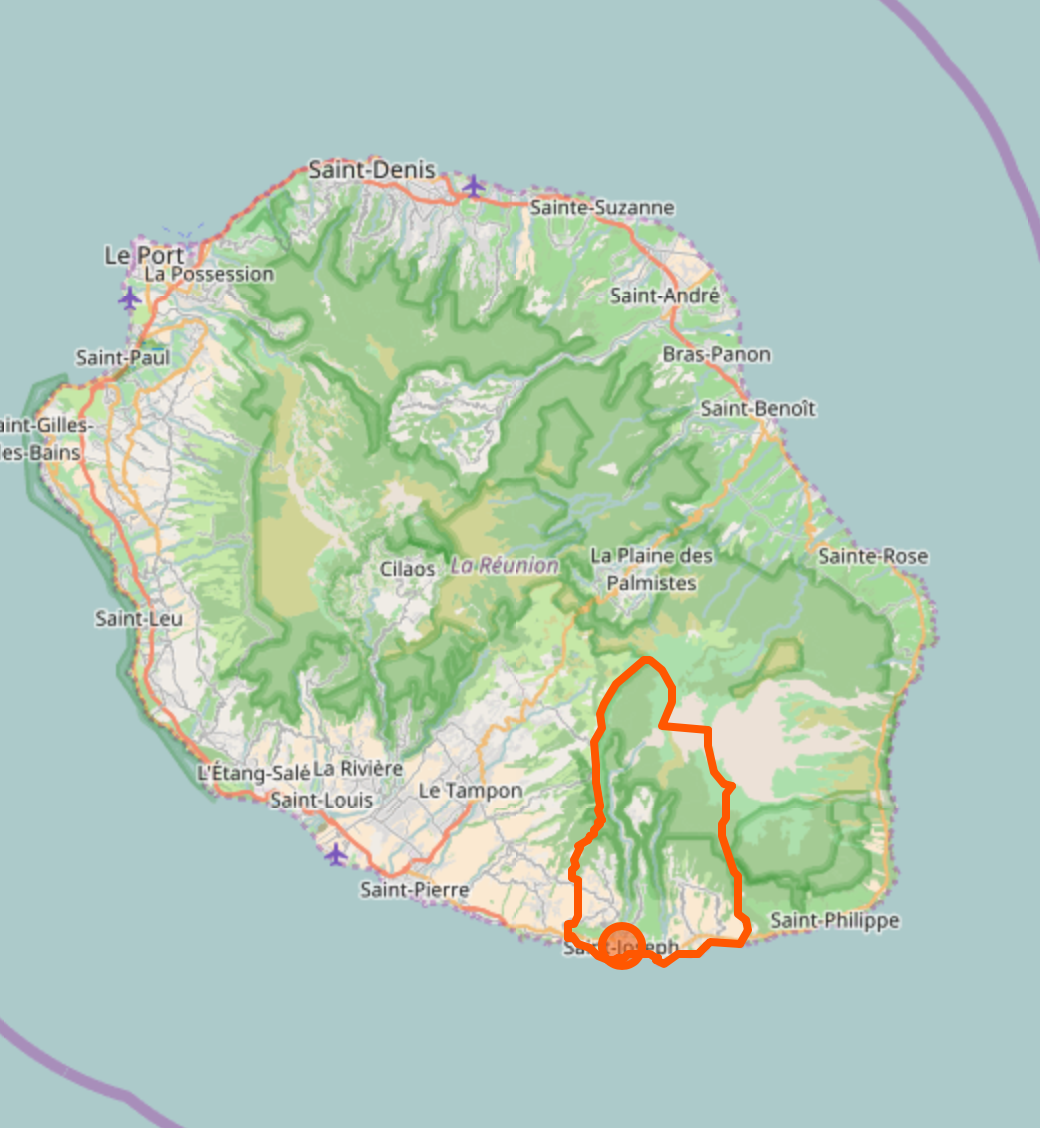 Saint-Denis
Sainte-Suzanne
Le Port
La Possession
Saint-André
Saint-Paul
Bras-Panon
Saint-Benoît
aint-Gilles-
les-Bains
La Plaine des
Palmistes
Sainte-Rose
Cilaos
La Réunion
Saint-Leu
L'Étang-Salé
La Rivière
Saint-Louis
Le Tampon
Saint-Pierre
Saint-Philippe
Saint-Joseph